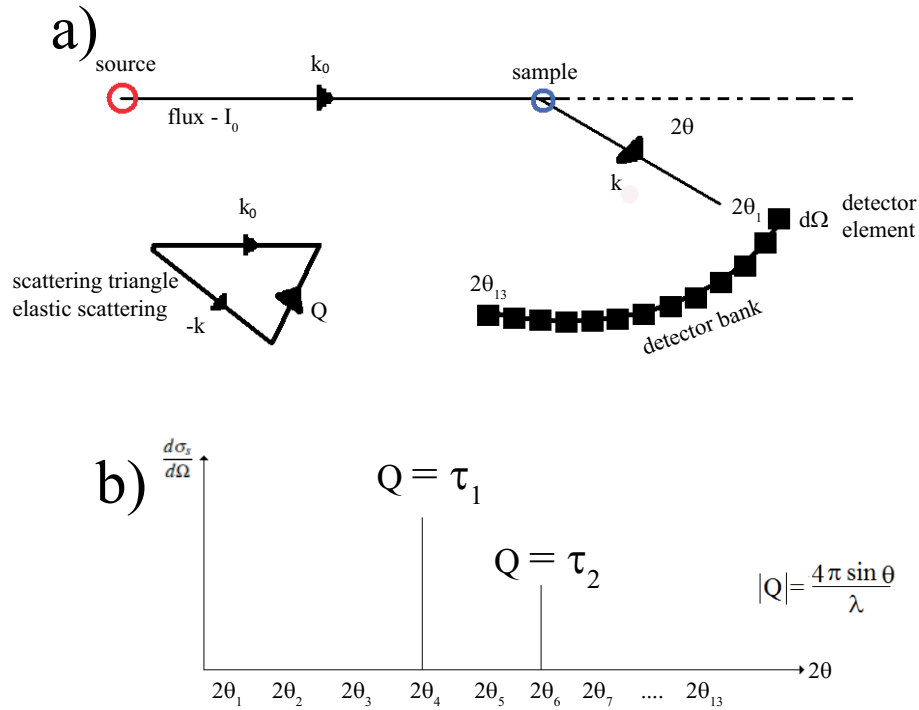 a)
source
k₀
sample
flux - I₀
2θ
k
2θ₁
dΩ
detector
element
k₀
scattering triangle
elastic scattering
-k
Q
2θ₁₃
detector bank
b)
dσₛ/dΩ
Q = τ₁
Q = τ₂
|Q|= 4 π sin θ / λ
2θ
2θ₁ 2θ₂ 2θ₃ 2θ₄ 2θ₅ 2θ₆ 2θ₇ .... 2θ₁₃